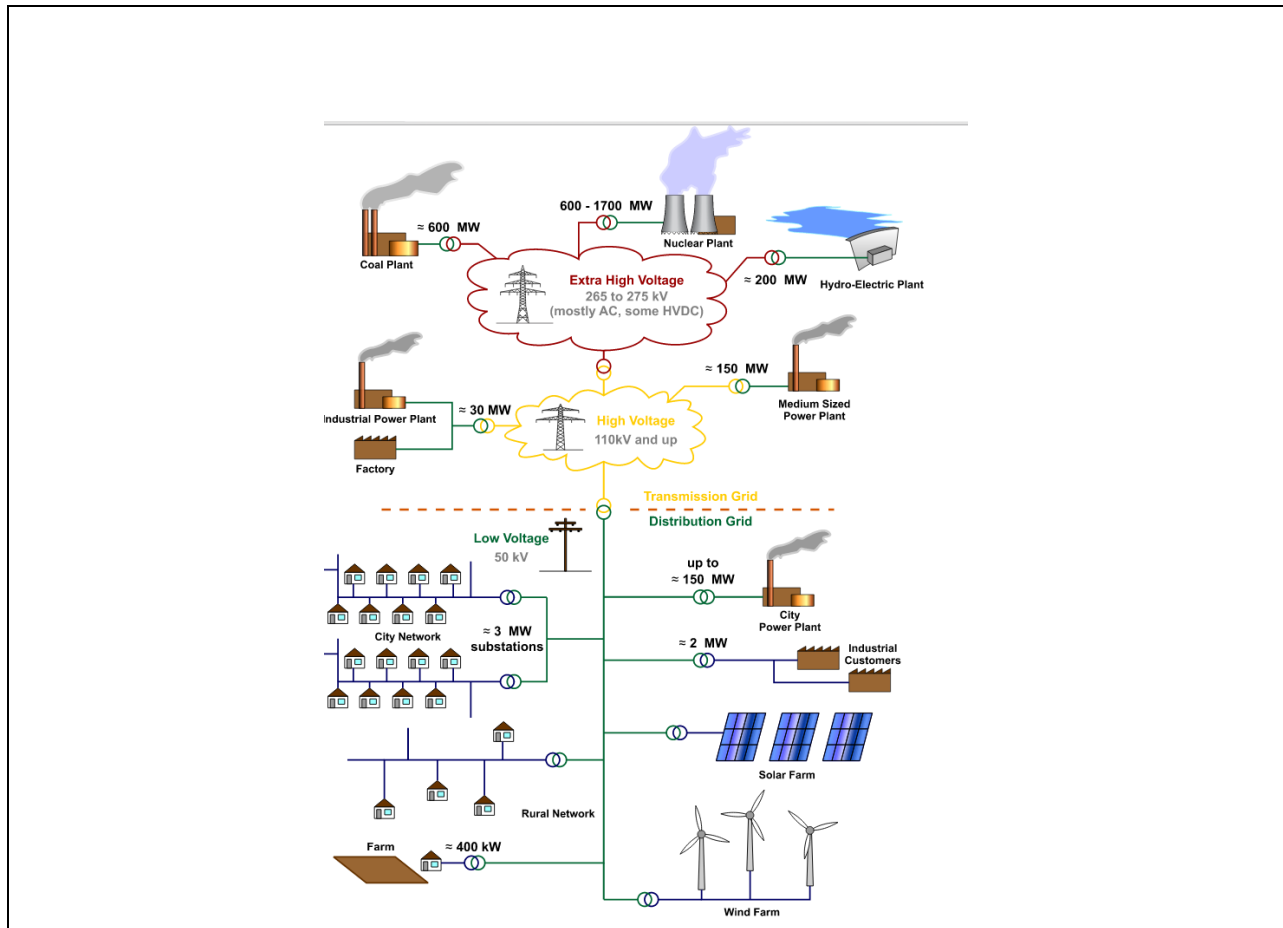 600 - 1700 MW
≈ 600 MW
Nuclear Plant
Coal Plant
Extra High Voltage
265 to 275 kV
(mostly AC, some HVDC)
≈ 200 MW
Hydro-Electric Plant
≈ 150 MW
Medium Sized
Power Plant
Industrial Power Plant
≈ 30 MW
High Voltage
110kV and up
Factory
Transmission Grid
Distribution Grid
Low Voltage
50 kV
up to
≈ 150 MW
City
Power Plant
City Network
≈ 3 MW
substations
≈ 2 MW
Industrial
Customers
Solar Farm
Rural Network
Farm
≈ 400 kW
Wind Farm